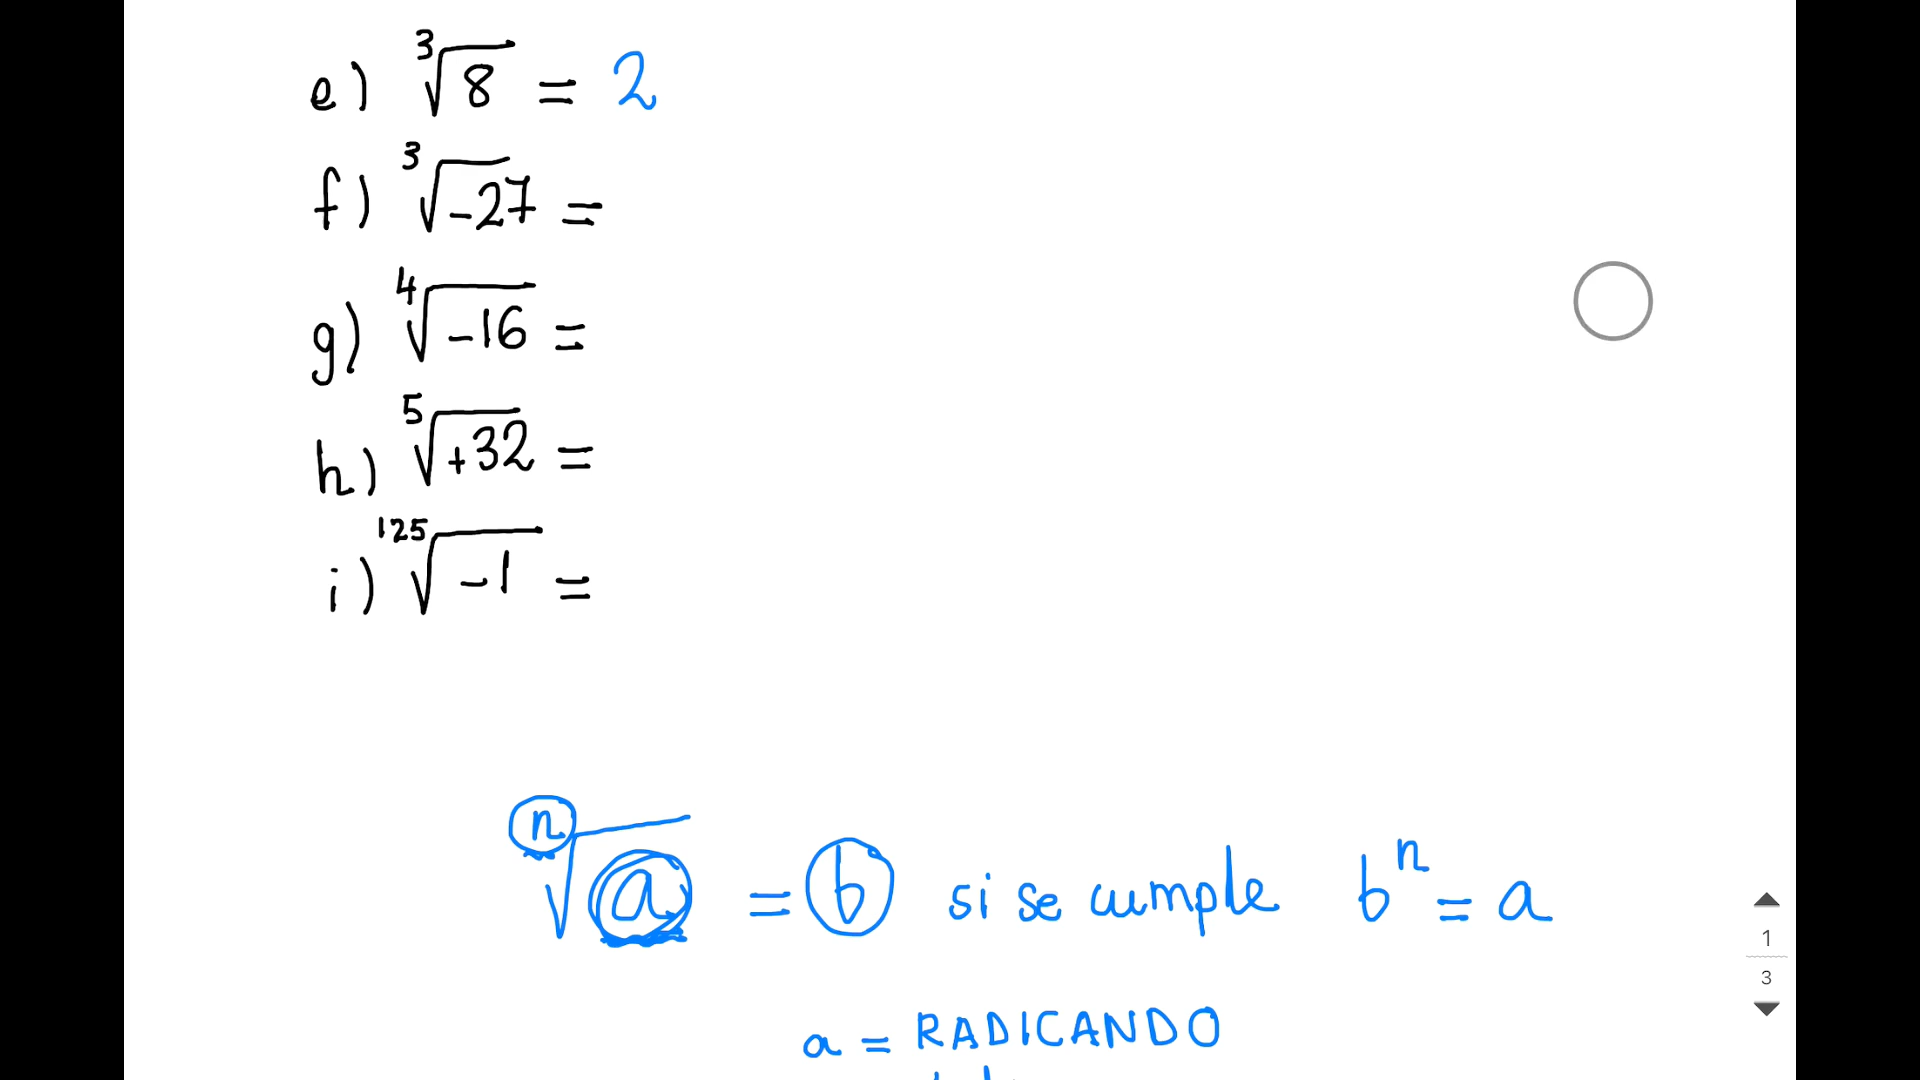 e) ∛8 = 2
f) ∛-27 =
g) ∜-16 =
h) ⁵√+32 =
i) ¹²⁵√-1 =
ⁿ√a = b si se cumple bⁿ = a
a = RADICANDO
1
3